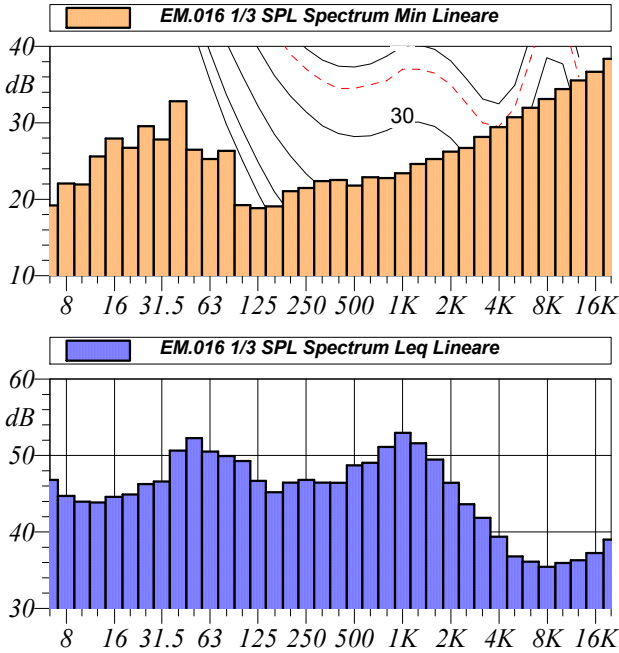 EM.016 1/3 SPL Spectrum Min Lineare
40
dB
30
30
20
10
8 16 31.5 63 125 250 500 1K 2K 4K 8K 16K
EM.016 1/3 SPL Spectrum Leq Lineare
60
dB
50
40
30
8 16 31.5 63 125 250 500 1K 2K 4K 8K 16K